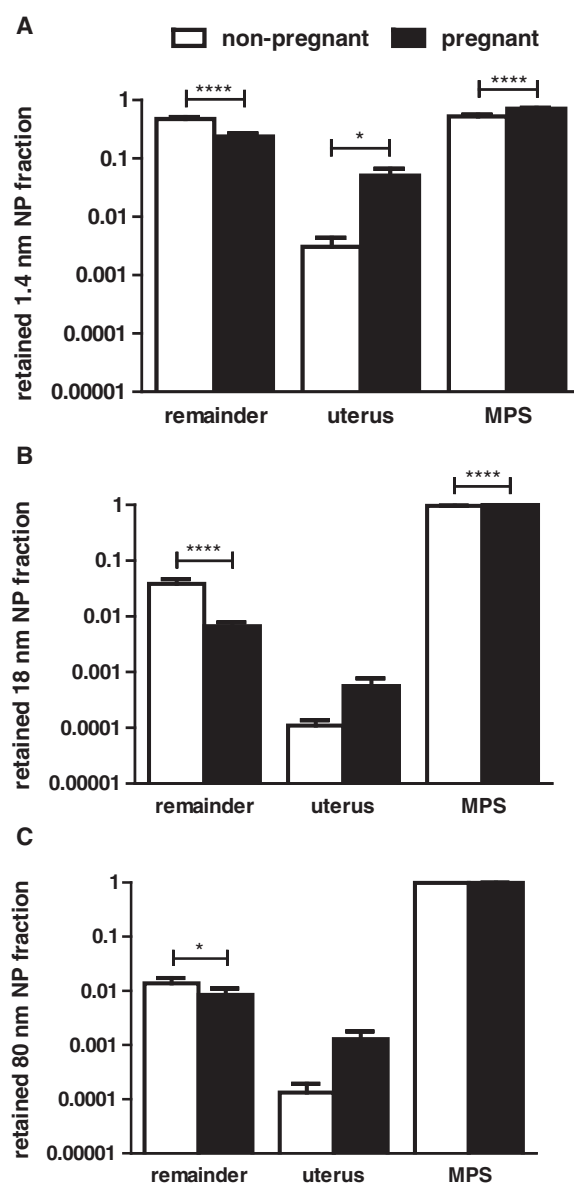 A
non-pregnant pregnant
retained 1.4 nm NP fraction
1
0.1
0.01
0.001
0.0001
0.00001
****
*
****
remainder uterus MPS
B
retained 18 nm NP fraction
1
0.1
0.01
0.001
0.0001
0.00001
****
****
remainder uterus MPS
C
retained 80 nm NP fraction
1
0.1
0.01
0.001
0.0001
0.00001
*
remainder uterus MPS